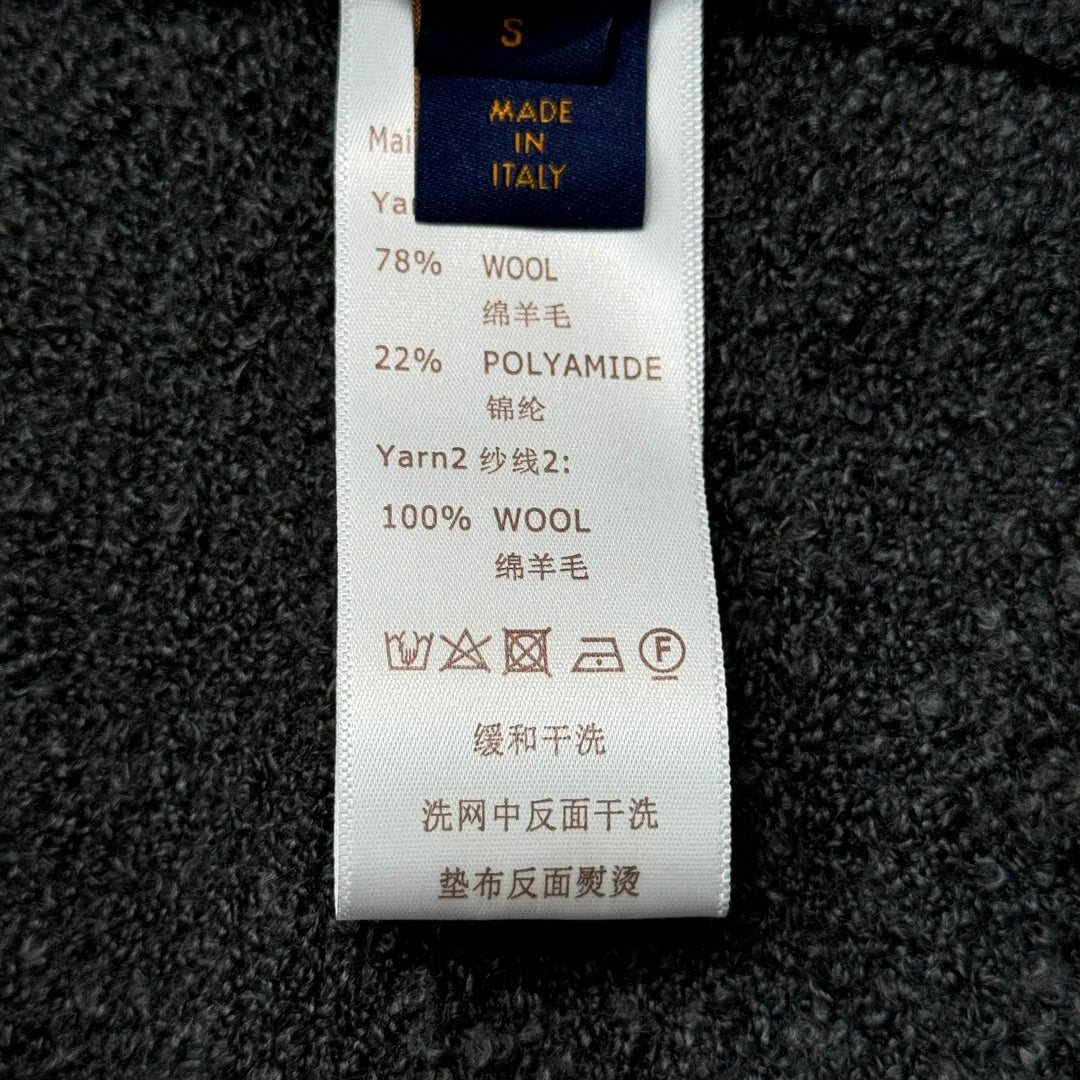 S
MADE
IN
ITALY
78% WOOL
绵羊毛
22% POLYAMIDE
锦纶
Yarn2 纱线2:
100% WOOL
绵羊毛
F
缓和干洗
洗网中反面干洗
垫布反面熨烫